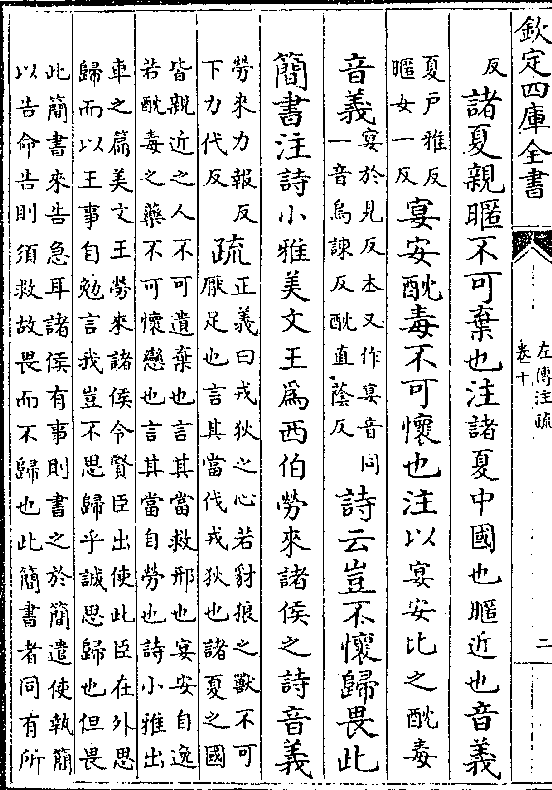 欽定四庫全書
左傳注疏
卷十
二
反
諸夏親暱不可棄也注諸夏中國也暱近也音義
夏户雅反
暱女一反
宴安酖毒不可懷也注以宴安比之酖毒
音義
宴於見反本又作宴音同
一音烏諫反酖直蔭反
詩云豈不懷歸畏此
簡書注詩小雅美文王爲西伯勞來諸侯之詩音義
勞來力報反
下力代反
疏
正義曰戎狄之心若豺狼之獸不可
厭足也言其當伐戎狄也諸夏之國
皆親近之人不可遺棄也言其當救邢也宴安自逸
若酖毒之藥不可懷戀也言其當自勞也詩小雅出
車之篇美文王勞來諸侯令賢臣出使此臣在外思
歸而以王事自勉言我豈不思歸乎誠思歸也但畏
此簡書來告急耳諸侯有事則書之於簡遣使執簡
以告命告則須救故畏而不歸也此簡書者同有所